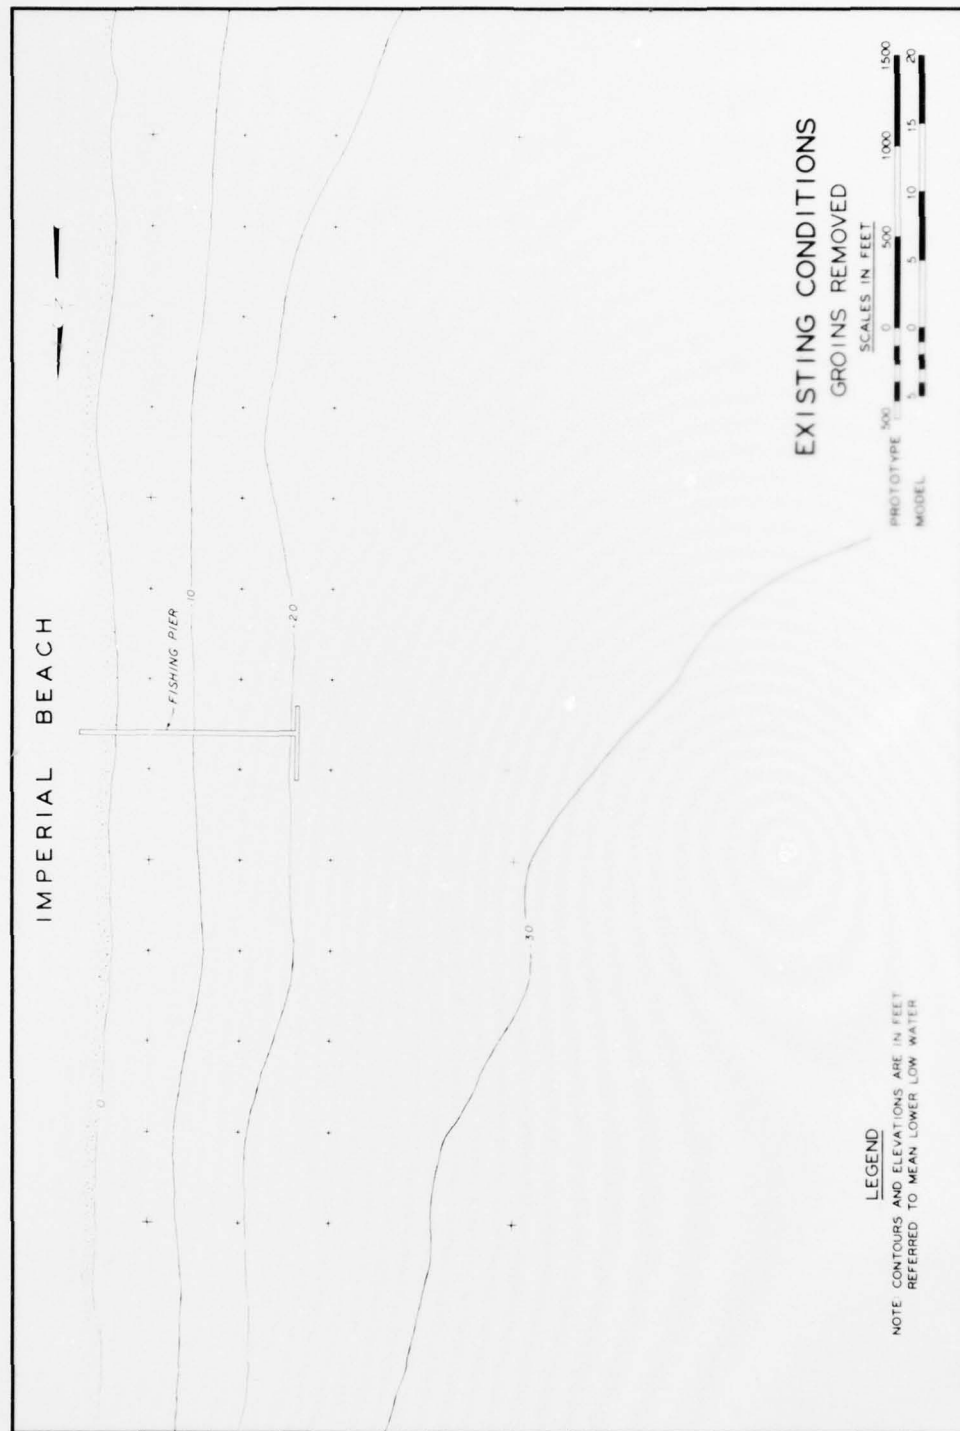 IMPERIAL BEACH
N
0
FISHING PIER
-10
-20
-30
EXISTING CONDITIONS
GROINS REMOVED
SCALES IN FEET
PROTOTYPE 500 0 500 1000 1500
MODEL 5 0 5 10 15 20
LEGEND
NOTE: CONTOURS AND ELEVATIONS ARE IN FEET
REFERRED TO MEAN LOWER LOW WATER